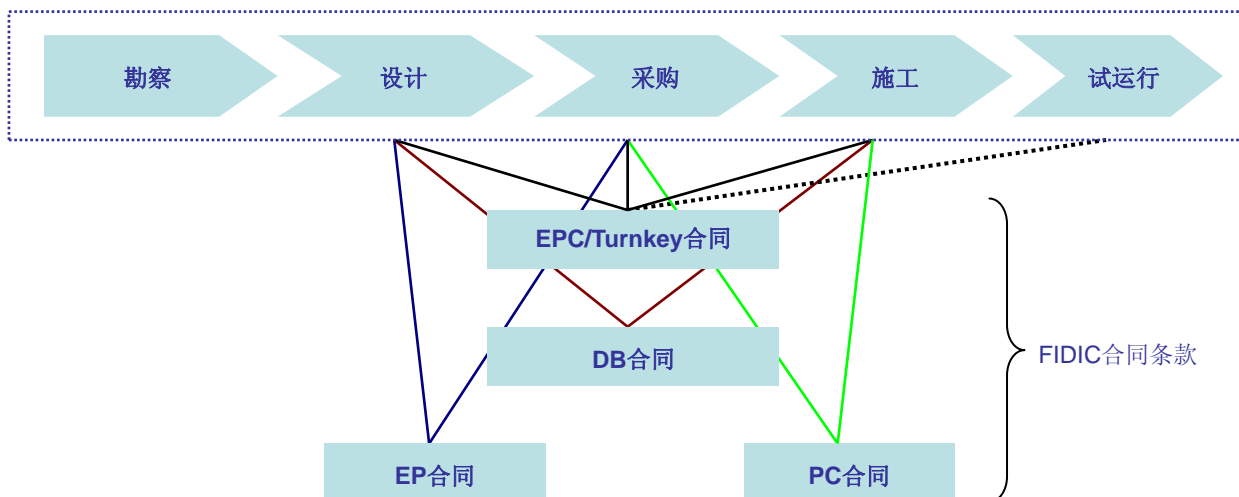 勘察
设计
采购
施工
试运行
EPC/Turnkey合同
DB合同
FIDIC合同条款
EP合同
PC合同